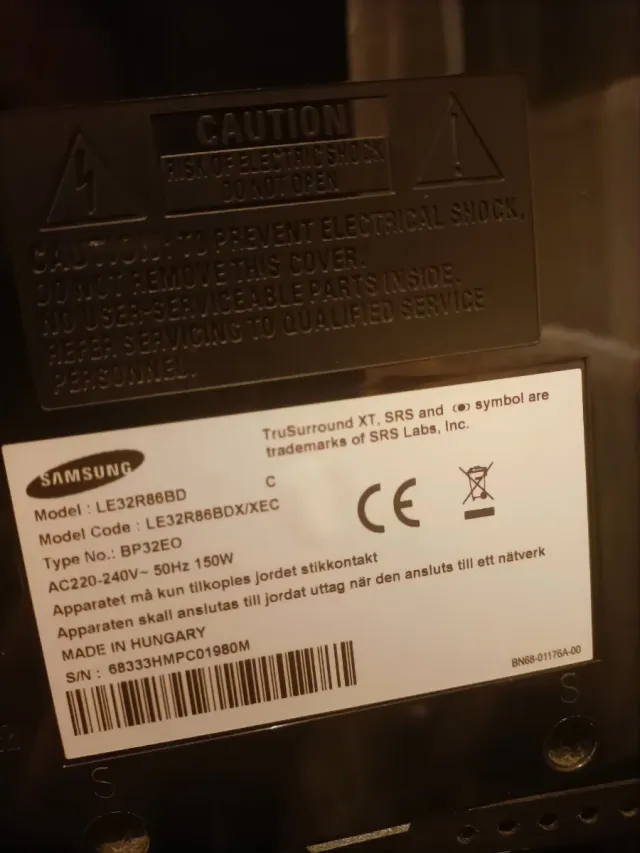 CAUTION
RISK OF ELECTRIC SHOCK
DO NOT OPEN
CAUTION: TO PREVENT ELECTRICAL SHOCK,
DO NOT REMOVE THIS COVER.
NO USER-SERVICEABLE PARTS INSIDE.
REFER SERVICING TO QUALIFIED SERVICE
PERSONNEL.
SAMSUNG
TruSurround XT, SRS and (●) symbol are
trademarks of SRS Labs, Inc.
Model : LE32R86BD C
Model Code : LE32R86BDX/XEC
Type No.: BP32EO
AC220-240V~ 50Hz 150W
CE
Apparatet må kun tilkoples jordet stikkontakt
Apparaten skall anslutas till jordat uttag när den ansluts till ett nätverk
MADE IN HUNGARY
S/N : 68333HMPC01980M
BN68-01176A-00
S
S